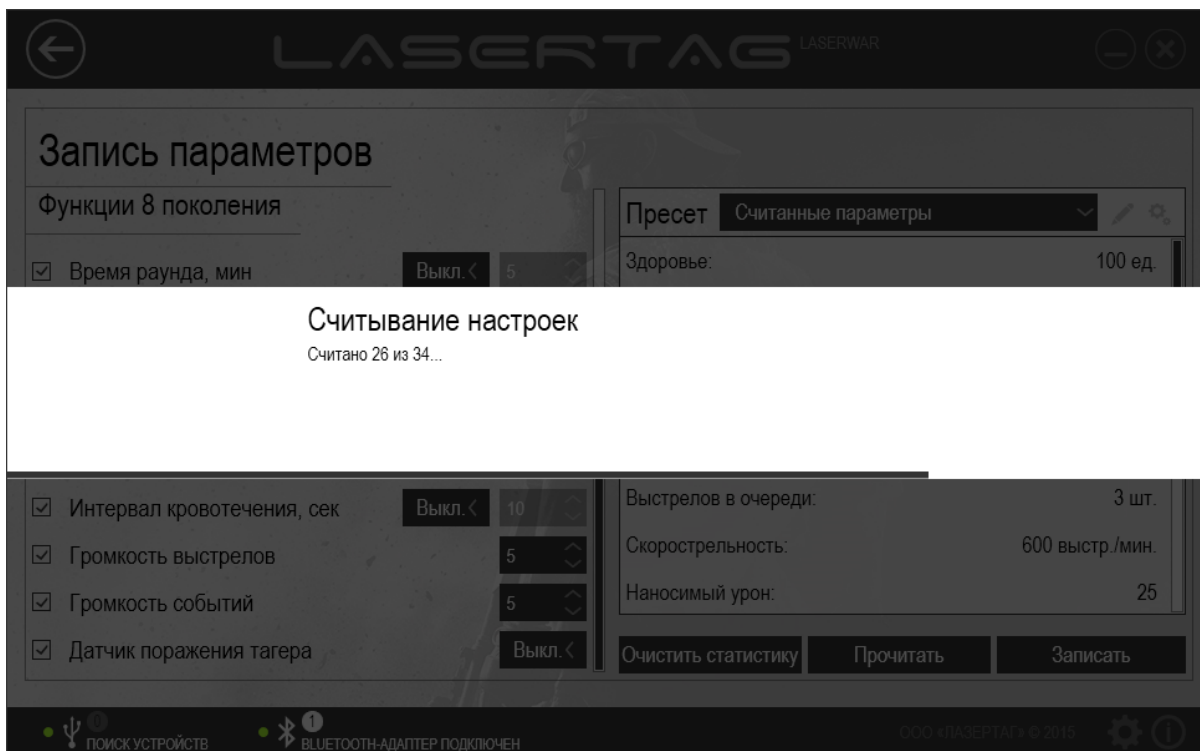 LASERTAG LASERWAR
Запись параметров
Функции 8 поколения
Время раунда, мин Выкл. 5
Пресет Считанные параметры
Здоровье: 100 ед.
Считывание настроек
Считано 26 из 34...
Интервал кровотечения, сек Выкл. 10
Громкость выстрелов 5
Громкость событий 5
Датчик поражения тагера Выкл.
Выстрелов в очереди: 3 шт.
Скорострельность: 600 выстр./мин.
Наносимый урон: 25
Очистить статистику Прочитать Записать
0
ПОИСК УСТРОЙСТВ
1
BLUETOOTH-АДАПТЕР ПОДКЛЮЧЕН
ООО «ЛАЗЕРТАГ» © 2016